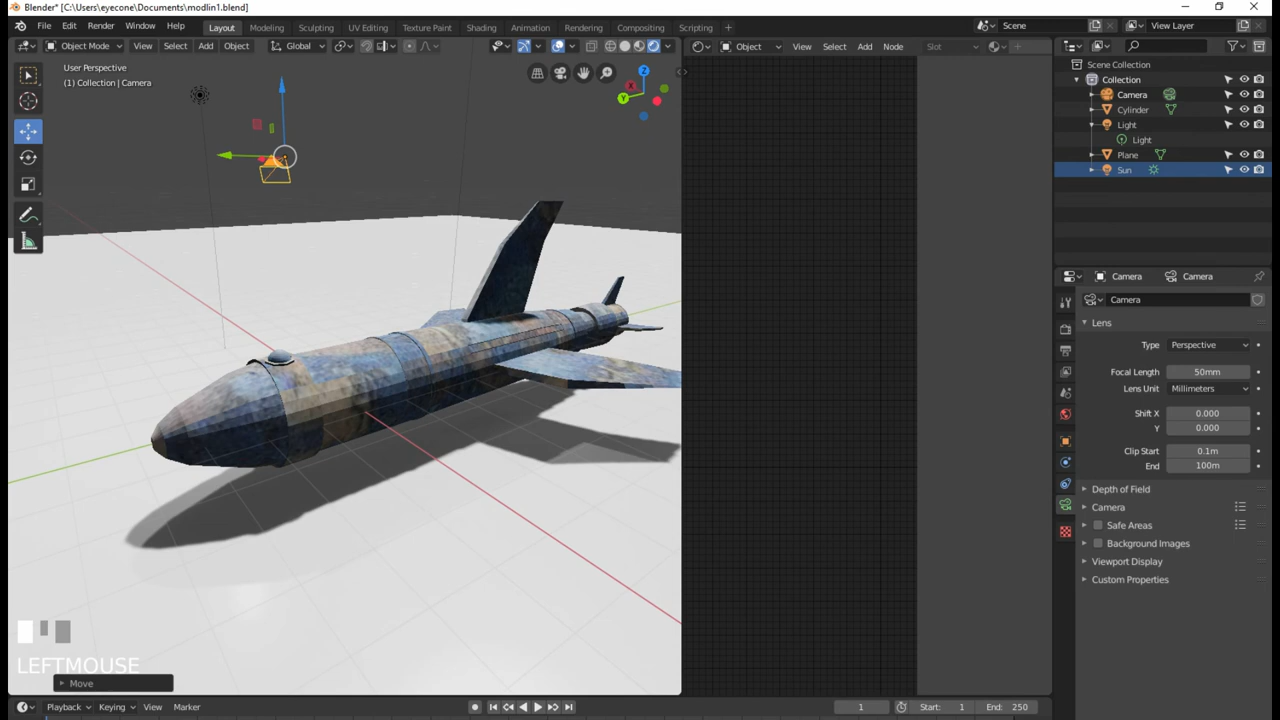 Blender* [C:\Users\eyecone\Documents\modlin1.blend]
File Edit Render Window Help Layout Modeling Sculpting UV Editing Texture Paint Shading Animation Rendering Compositing Scripting + Scene View Layer
Object Mode View Select Add Object Global Object View Select Add Node Slot
User Perspective
(1) Collection | Camera
Z
Y
X
Scene Collection
Collection
Camera
Cylinder
Light
Light
Plane
Sun
Camera Camera
Camera
Lens
Type Perspective
Focal Length 50mm
Lens Unit Millimeters
Shift X 0.000
Y 0.000
Clip Start 0.1m
End 100m
Depth of Field
Camera
Safe Areas
Background Images
Viewport Display
Custom Properties
LEFTMOUSE
Move
Playback Keying View Marker 1 Start: 1 End: 250